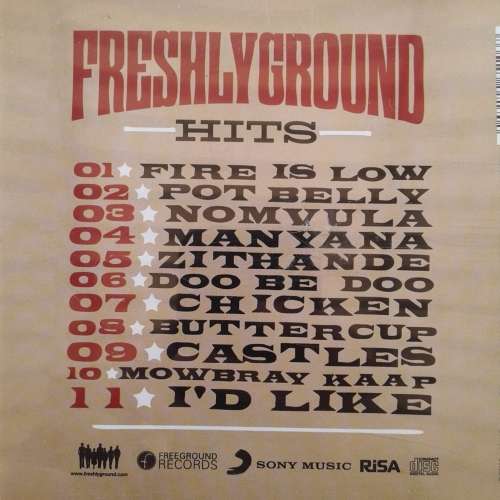 FRESHLYGROUND
HITS
01 ★ FIRE IS LOW
02 ★ POT BELLY
03 ★ NOMVULA
04 ★ MANYANA
05 ★ ZITHANDE
06 ★ DOO BE DOO
07 ★ CHICKEN
08 ★ BUTTERCUP
09 ★ CASTLES
10 ★ MOWBRAY KAAP
11 ★ I'D LIKE
www.freshlyground.com
FREEGROUND
RECORDS
SONY MUSIC
RiSA